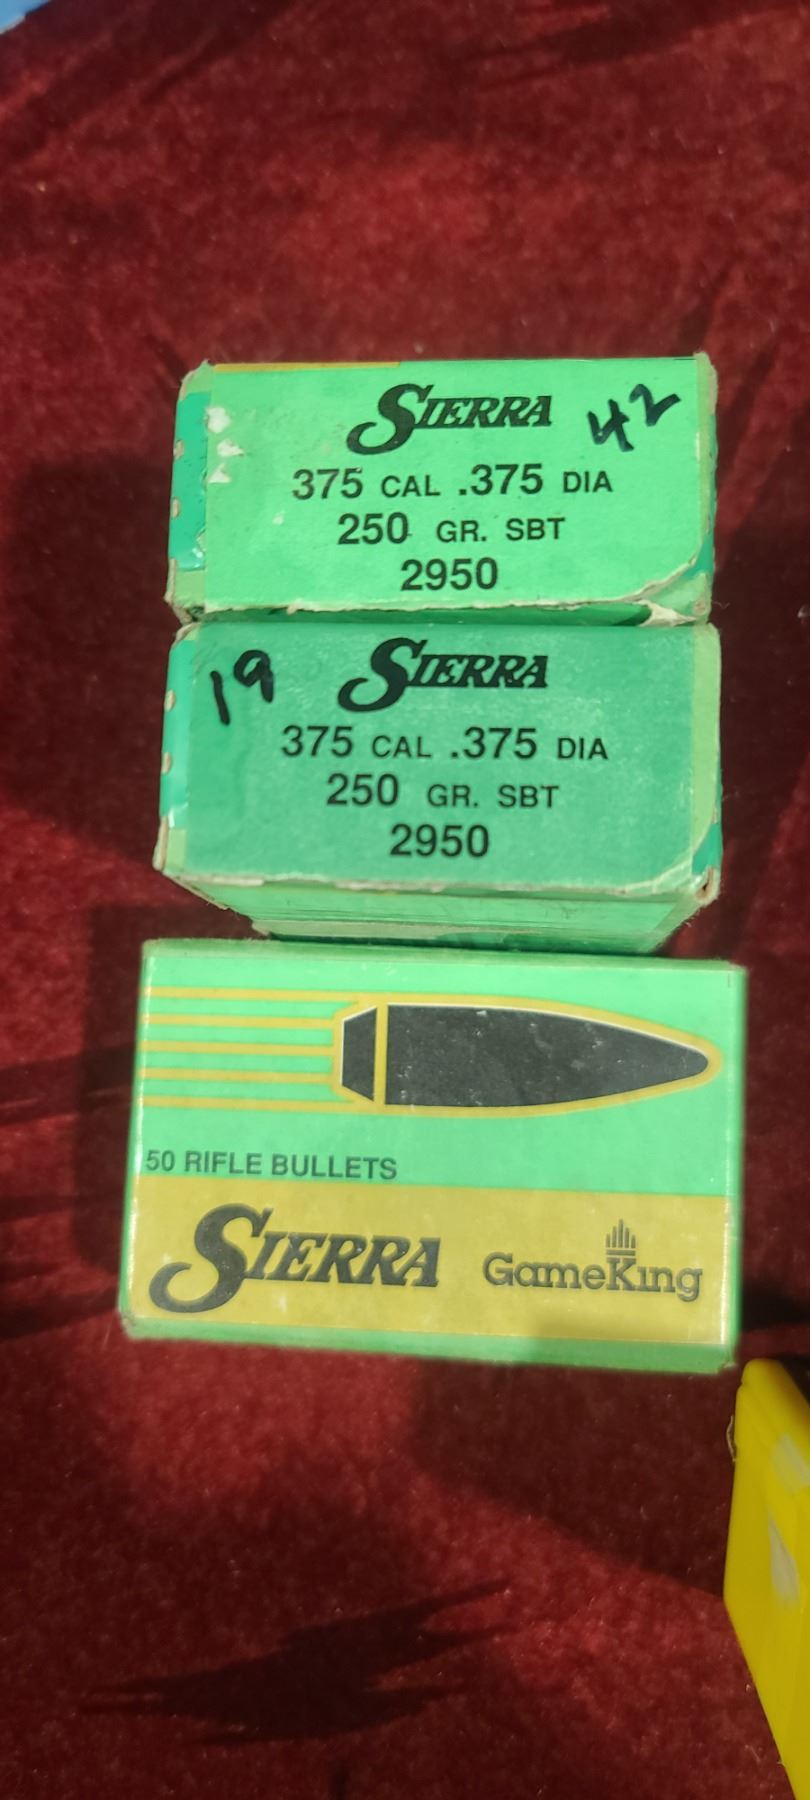 SIERRA 42
375 CAL .375 DIA
250 GR. SBT
2950
19 SIERRA
375 CAL .375 DIA
250 GR. SBT
2950
50 RIFLE BULLETS
SIERRA GameKing